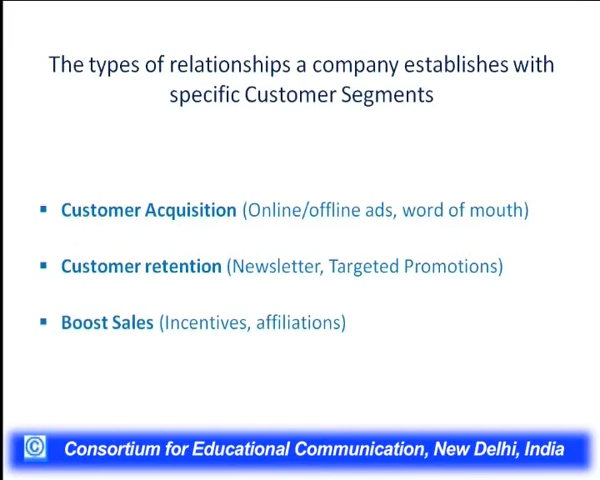 The types of relationships a company establishes with
specific Customer Segments
▪ Customer Acquisition (Online/offline ads, word of mouth)
▪ Customer retention (Newsletter, Targeted Promotions)
▪ Boost Sales (Incentives, affiliations)
© Consortium for Educational Communication, New Delhi, India